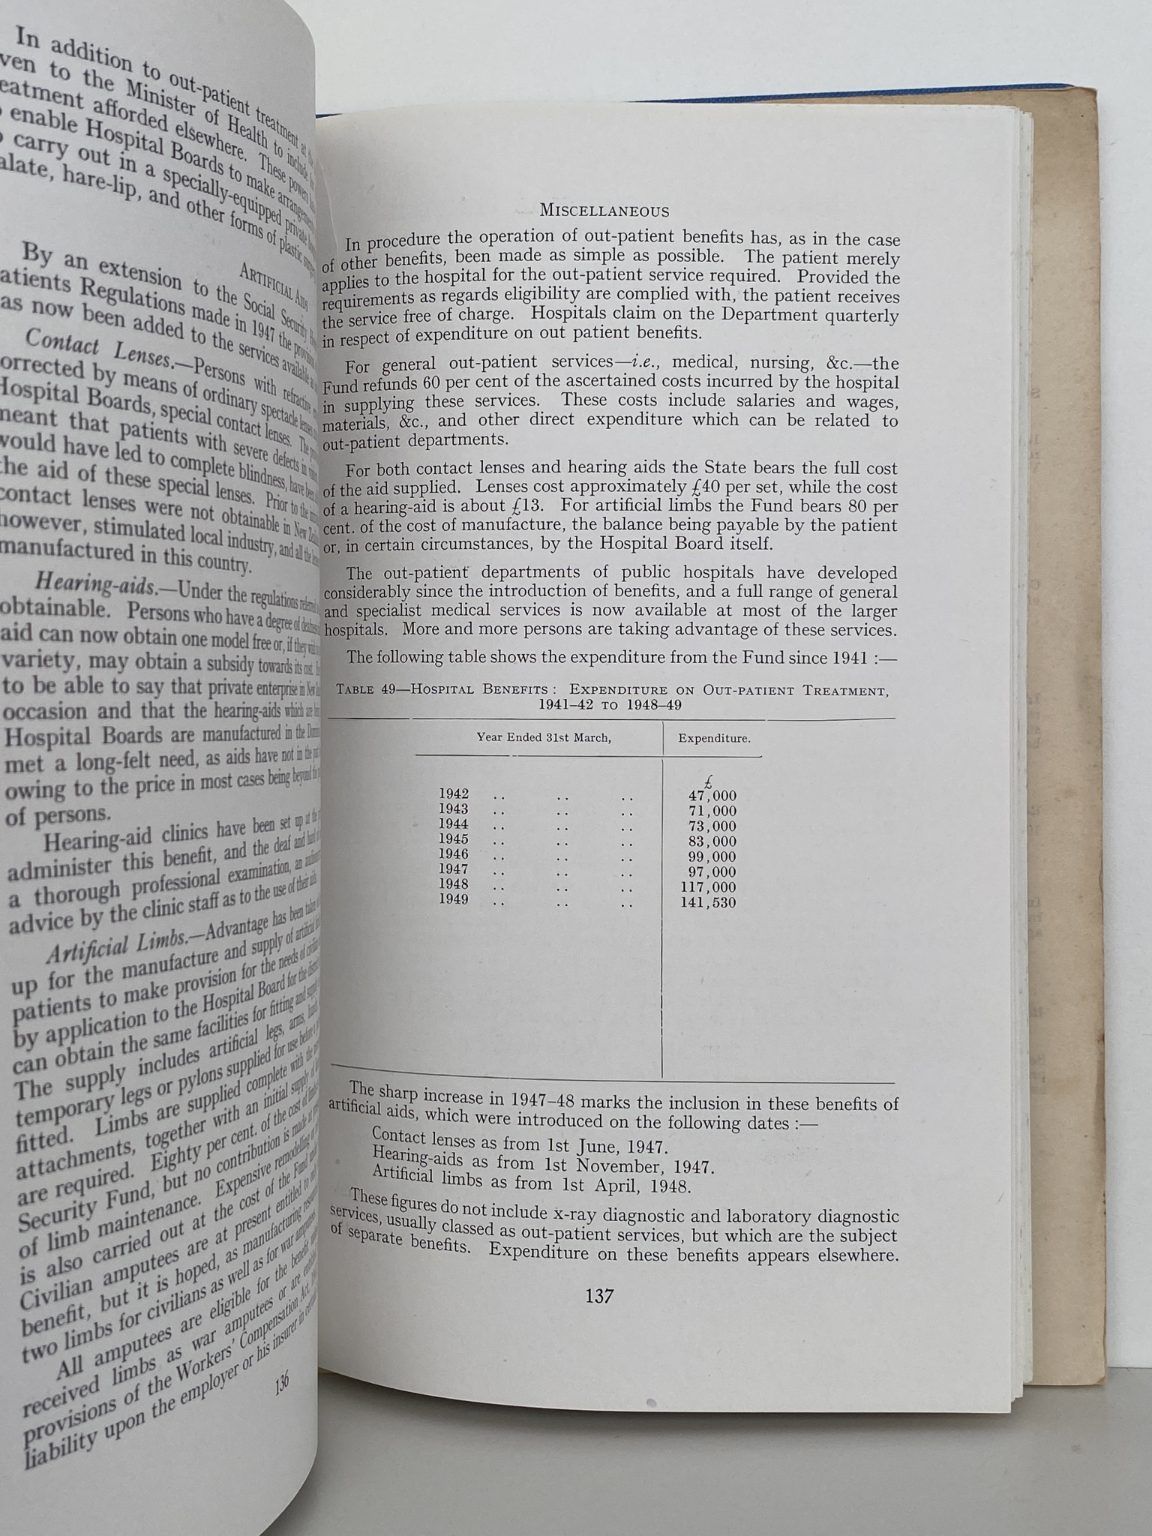 In addition to out-patient treatment at the
ven to the Minister of Health to include
eatment afforded elsewhere. These powers
enable Hospital Boards to make arrangements
carry out in a specially-equipped private
alate, hare-lip, and other forms of plastic
ARTIFICIAL AIDS
By an extension to the Social Security
atients Regulations made in 1947 the
as now been added to the services available
Contact Lenses.—Persons with refractive
orrected by means of ordinary spectacle lenses
Hospital Boards, special contact lenses. The
meant that patients with severe defects in
would have led to complete blindness, have been
he aid of these special lenses. Prior to the
contact lenses were not obtainable in New
however, stimulated local industry, and all the
manufactured in this country.
Hearing-aids.—Under the regulations referred
obtainable. Persons who have a degree of deafness
aid can now obtain one model free or, if they
variety, may obtain a subsidy towards its cost.
to be able to say that private enterprise in New
occasion and that the hearing-aids which are
Hospital Boards are manufactured in the
met a long-felt need, as aids have not in the
owing to the price in most cases being beyond
of persons.
Hearing-aid clinics have been set up at the
administer this benefit, and the deaf and hard
a thorough professional examination, an
advice by the clinic staff as to the use of their aids.
Artificial Limbs.—Advantage has been taken
up for the manufacture and supply of artificial
patients to make provision for the needs of civilian
by application to the Hospital Board for the district
can obtain the same facilities for fitting and
The supply includes artificial legs, arms,
temporary legs or pylons supplied for use before
fitted. Limbs are supplied complete with the
attachments, together with an initial supply of
are required. Eighty per cent. of the cost of
Security Fund, but no contribution is made
of limb maintenance. Expensive remodelling
is also carried out at the cost of the Fund
Civilian amputees are at present entitled to
benefit, but it is hoped, as manufacturing
two limbs for civilians as well as for war amputees
All amputees are eligible for the benefit
received limbs as war amputees or are
provisions of the Workers' Compensation Act,
liability upon the employer or his insurer in
136
MISCELLANEOUS
In procedure the operation of out-patient benefits has, as in the case
of other benefits, been made as simple as possible. The patient merely
applies to the hospital for the out-patient service required. Provided the
requirements as regards eligibility are complied with, the patient receives
the service free of charge. Hospitals claim on the Department quarterly
in respect of expenditure on out patient benefits.
For general out-patient services—i.e., medical, nursing, &c.—the
Fund refunds 60 per cent of the ascertained costs incurred by the hospital
in supplying these services. These costs include salaries and wages,
materials, &c., and other direct expenditure which can be related to
out-patient departments.
For both contact lenses and hearing aids the State bears the full cost
of the aid supplied. Lenses cost approximately £40 per set, while the cost
of a hearing-aid is about £13. For artificial limbs the Fund bears 80 per
cent. of the cost of manufacture, the balance being payable by the patient
or, in certain circumstances, by the Hospital Board itself.
The out-patient departments of public hospitals have developed
considerably since the introduction of benefits, and a full range of general
and specialist medical services is now available at most of the larger
hospitals. More and more persons are taking advantage of these services.
The following table shows the expenditure from the Fund since 1941 :—
TABLE 49—HOSPITAL BENEFITS : EXPENDITURE ON OUT-PATIENT TREATMENT,
1941–42 TO 1948–49
Year Ended 31st March, Expenditure.
£
1942 .. .. .. 47,000
1943 .. .. .. 71,000
1944 .. .. .. 73,000
1945 .. .. .. 83,000
1946 .. .. .. 99,000
1947 .. .. .. 97,000
1948 .. .. .. 117,000
1949 .. .. .. 141,530
The sharp increase in 1947–48 marks the inclusion in these benefits of
artificial aids, which were introduced on the following dates :—
Contact lenses as from 1st June, 1947.
Hearing-aids as from 1st November, 1947.
Artificial limbs as from 1st April, 1948.
These figures do not include x-ray diagnostic and laboratory diagnostic
services, usually classed as out-patient services, but which are the subject
of separate benefits. Expenditure on these benefits appears elsewhere.
137